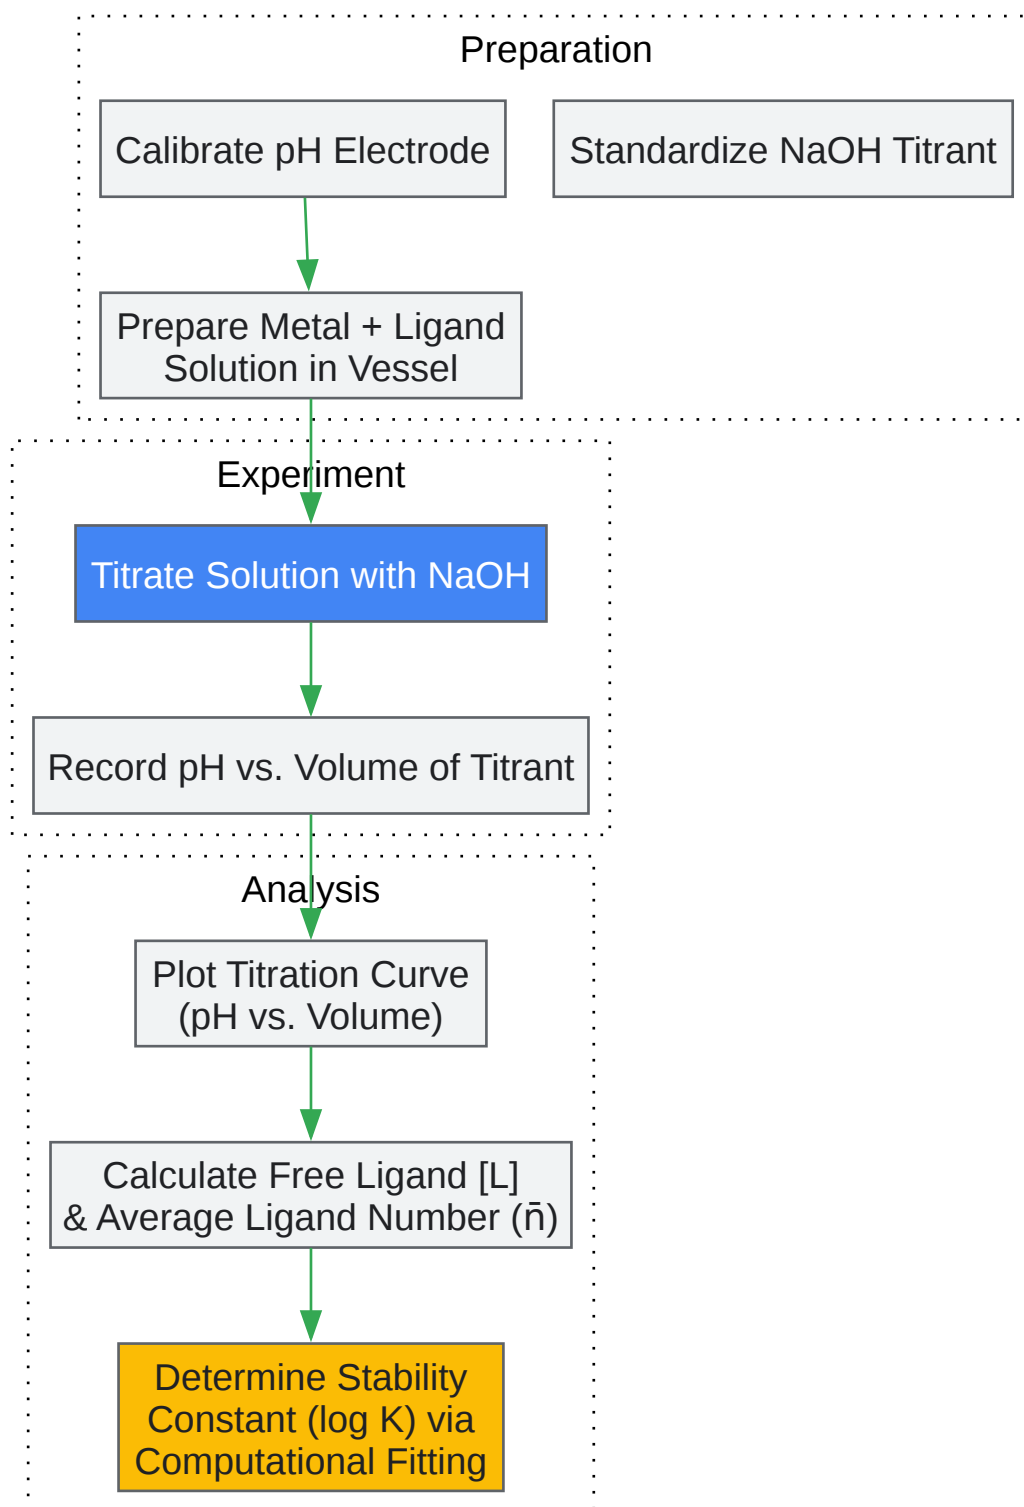 Preparation
Calibrate pH Electrode
Standardize NaOH Titrant
Prepare Metal + Ligand
Solution in Vessel
Experiment
Titrate Solution with NaOH
Record pH vs. Volume of Titrant
Analysis
Plot Titration Curve
(pH vs. Volume)
Calculate Free Ligand [L]
& Average Ligand Number (n̄)
Determine Stability
Constant (log K) via
Computational Fitting